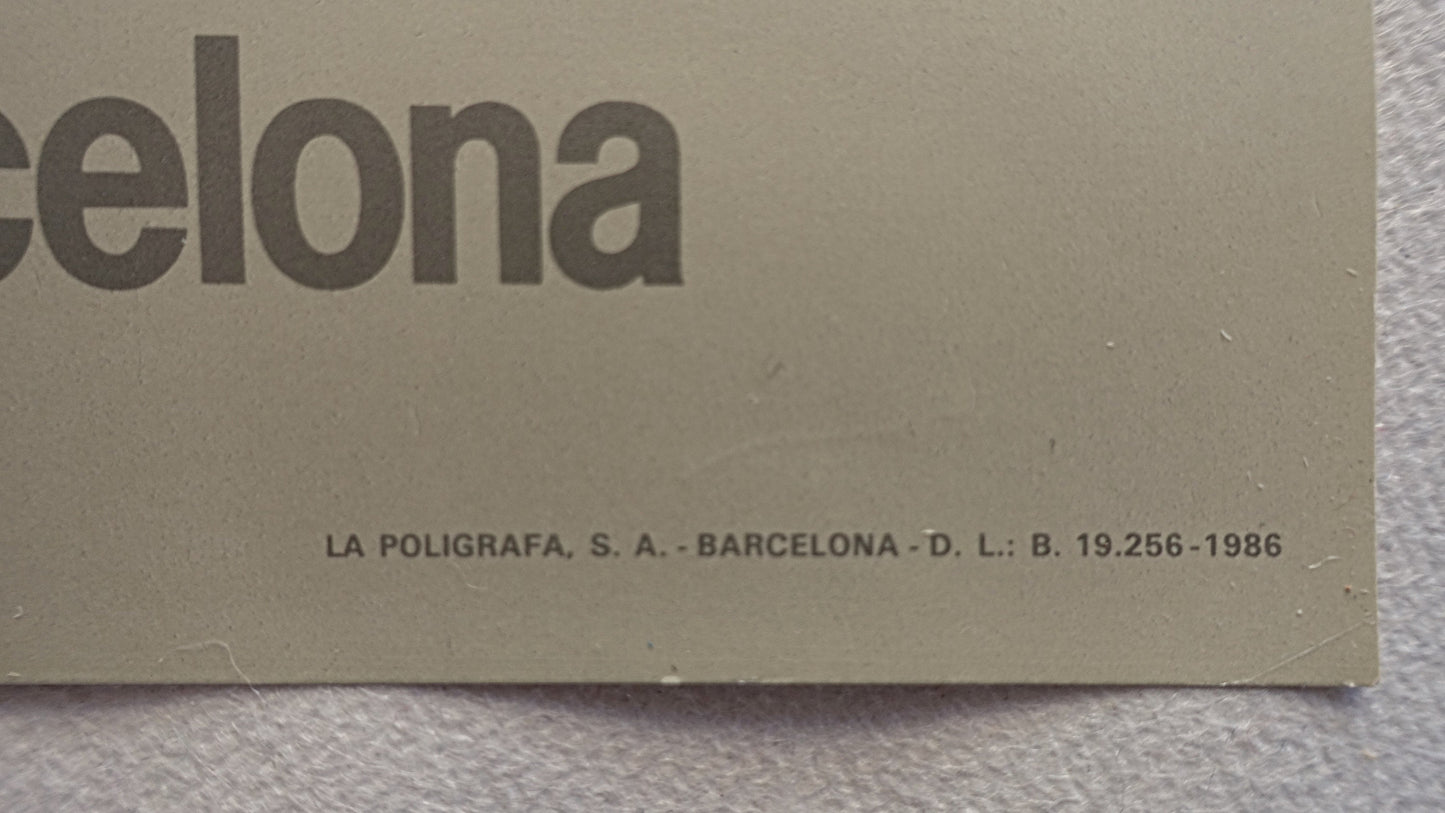 celona
LA POLIGRAFA, S. A. - BARCELONA - D. L.: B. 19.256 - 1986